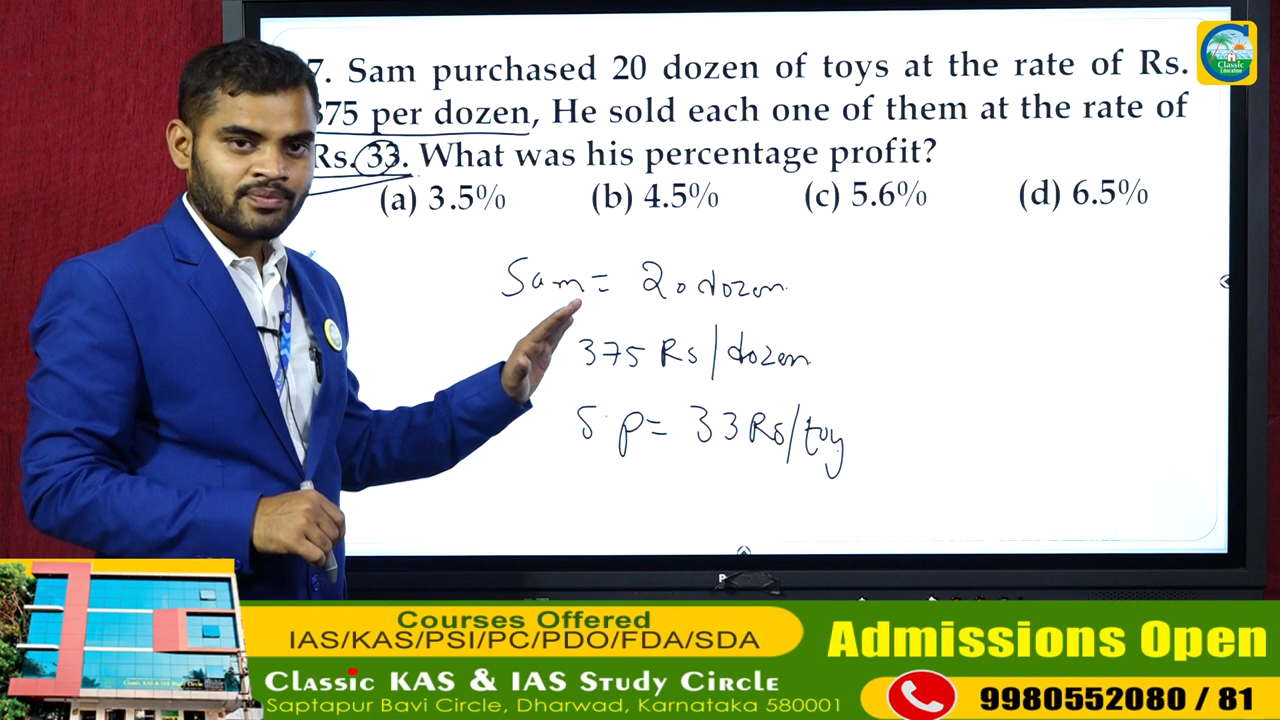 7. Sam purchased 20 dozen of toys at the rate of Rs.
375 per dozen, He sold each one of them at the rate of
Rs. 33. What was his percentage profit?
(a) 3.5% (b) 4.5% (c) 5.6% (d) 6.5%
Classic
Education
Sam = 20 dozen
375 Rs/dozen
S.P = 33 Rs/toy
Courses Offered
IAS/KAS/PSI/PC/PDO/FDA/SDA
Classic KAS & IAS Study Circle
Saptapur Bavi Circle, Dharwad, Karnataka 580001
Admissions Open
9980552080 / 81